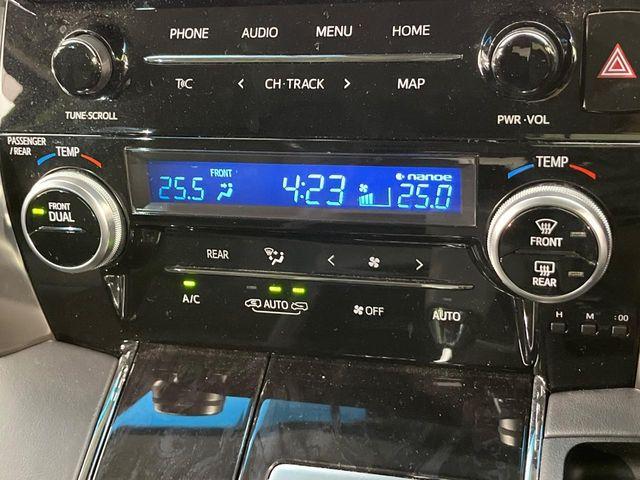 PHONE AUDIO MENU HOME
CH·TRACK MAP
TUNE·SCROLL
PWR·VOL
PASSENGER
/REAR
TEMP
TEMP
FRONT
nanoe
25.5 4:23 25.0
FRONT
DUAL
FRONT
REAR
REAR
A/C AUTO OFF AUTO
H M :00